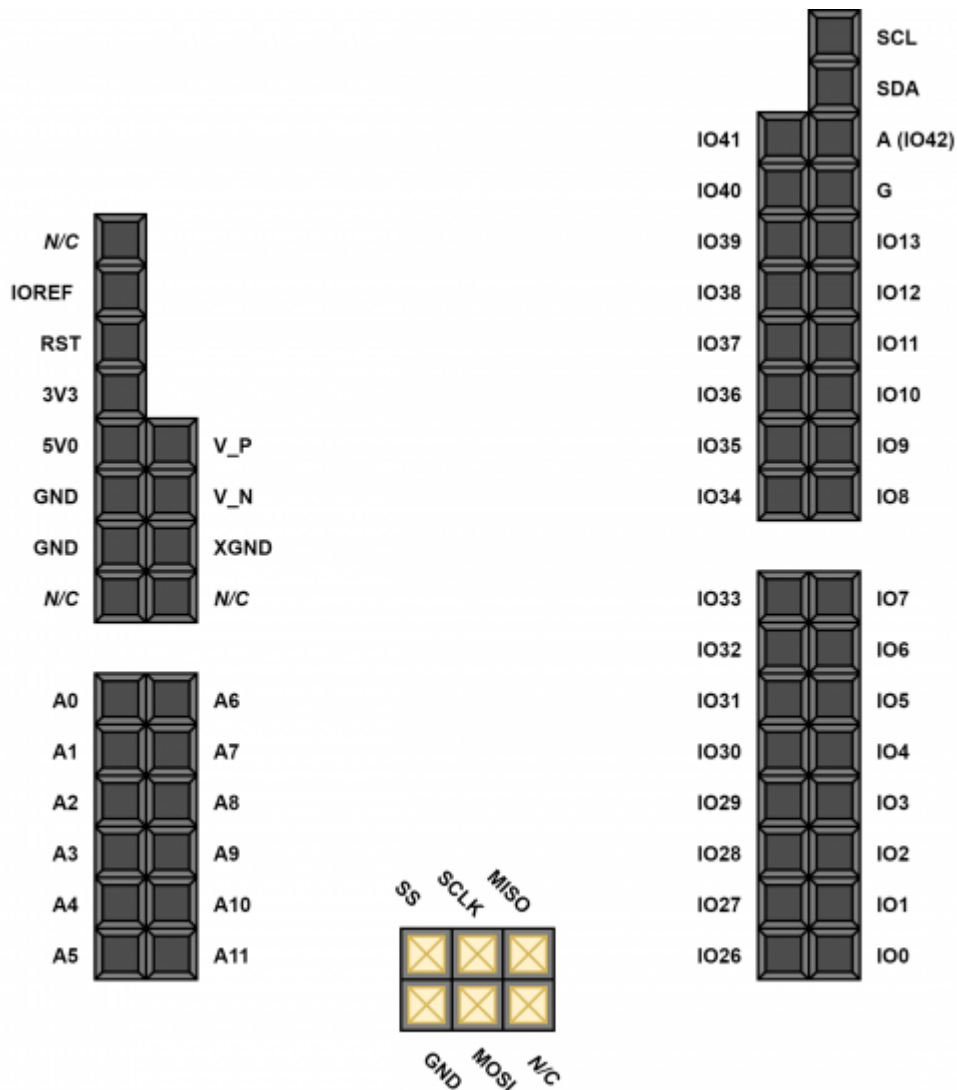 SCL
SDA
IO41 A (IO42)
IO40 G
N/C IO39 IO13
IOREF IO38 IO12
RST IO37 IO11
3V3 IO36 IO10
5V0 V_P IO35 IO9
GND V_N IO34 IO8
GND XGND
N/C N/C IO33 IO7
IO32 IO6
A0 A6 IO31 IO5
A1 A7 IO30 IO4
A2 A8 IO29 IO3
A3 A9 IO28 IO2
A4 A10 IO27 IO1
A5 A11 IO26 IO0
SS SCLK MISO
GND MOSI N/C